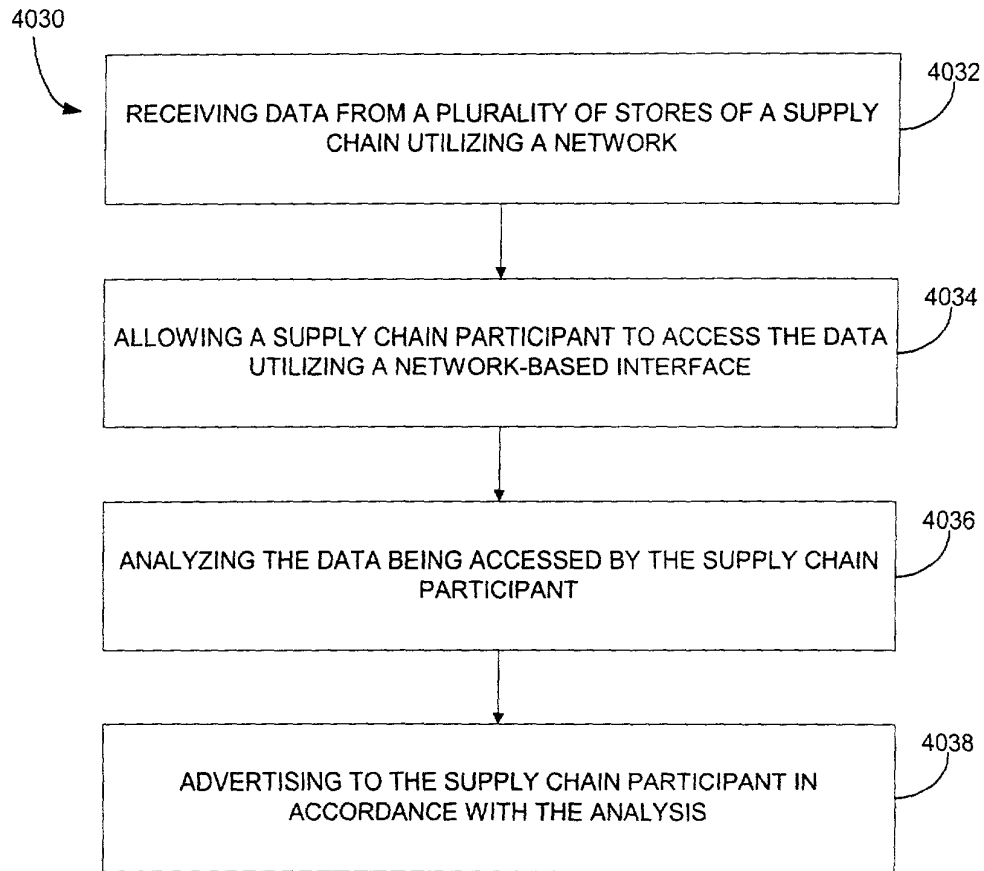 4030
4032
RECEIVING DATA FROM A PLURALITY OF STORES OF A SUPPLY
CHAIN UTILIZING A NETWORK
4034
ALLOWING A SUPPLY CHAIN PARTICIPANT TO ACCESS THE DATA
UTILIZING A NETWORK-BASED INTERFACE
4036
ANALYZING THE DATA BEING ACCESSED BY THE SUPPLY CHAIN
PARTICIPANT
4038
ADVERTISING TO THE SUPPLY CHAIN PARTICIPANT IN
ACCORDANCE WITH THE ANALYSIS